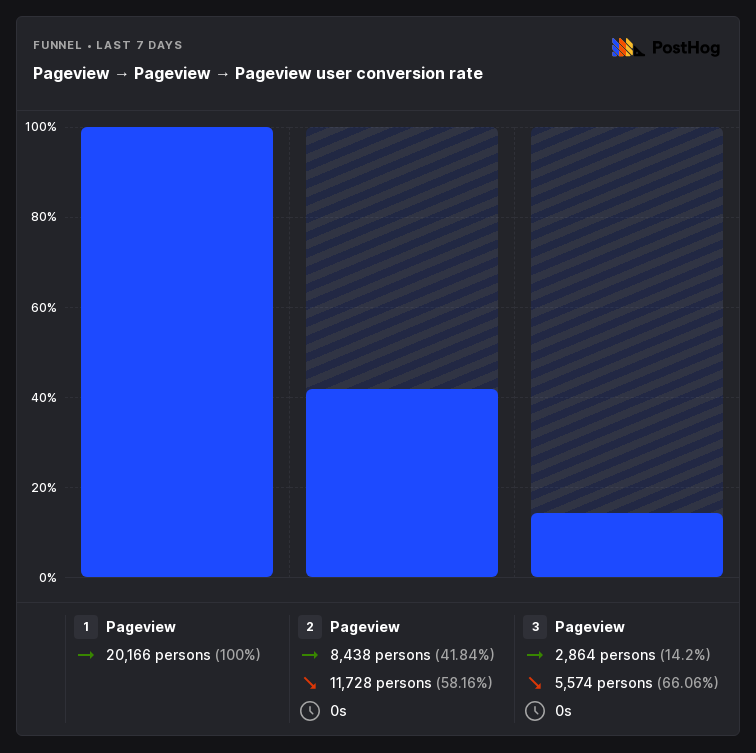 FUNNEL • LAST 7 DAYS
PostHog
Pageview → Pageview → Pageview user conversion rate
100%
80%
60%
40%
20%
0%
1 Pageview
20,166 persons (100%)
2 Pageview
8,438 persons (41.84%)
11,728 persons (58.16%)
0s
3 Pageview
2,864 persons (14.2%)
5,574 persons (66.06%)
0s